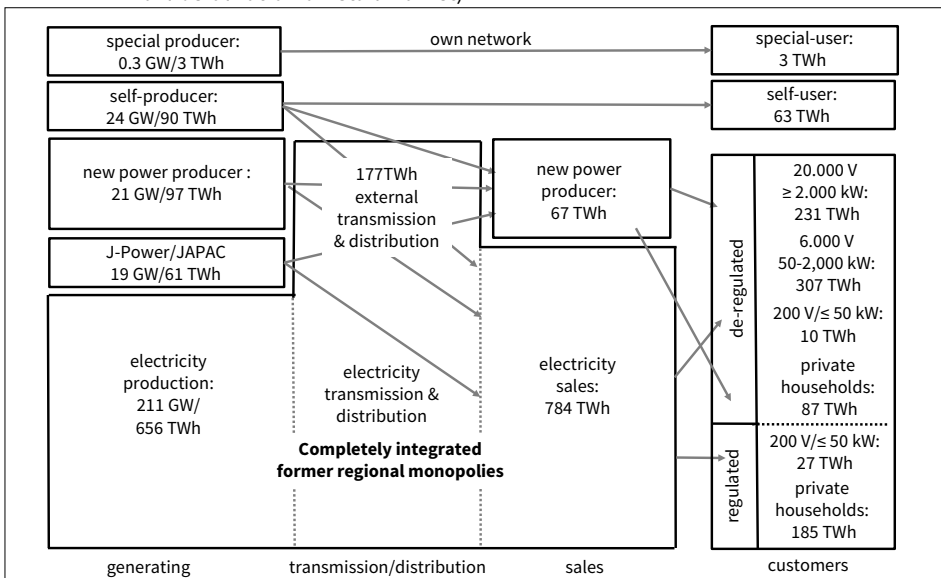 special producer:
0.3 GW/3 TWh
own network
special-user:
3 TWh
self-producer:
24 GW/90 TWh
self-user:
63 TWh
new power producer :
21 GW/97 TWh
177TWh
external
transmission
& distribution
new power
producer:
67 TWh
J-Power/JAPAC
19 GW/61 TWh
electricity
production:
211 GW/
656 TWh
electricity
transmission &
distribution
electricity
sales:
784 TWh
Completely integrated
former regional monopolies
de-regulated
20.000 V
≥ 2.000 kW:
231 TWh
6.000 V
50-2,000 kW:
307 TWh
200 V/≤ 50 kW:
10 TWh
private
households:
87 TWh
regulated
200 V/≤ 50 kW:
27 TWh
private
households:
185 TWh
generating
transmission/distribution
sales
customers